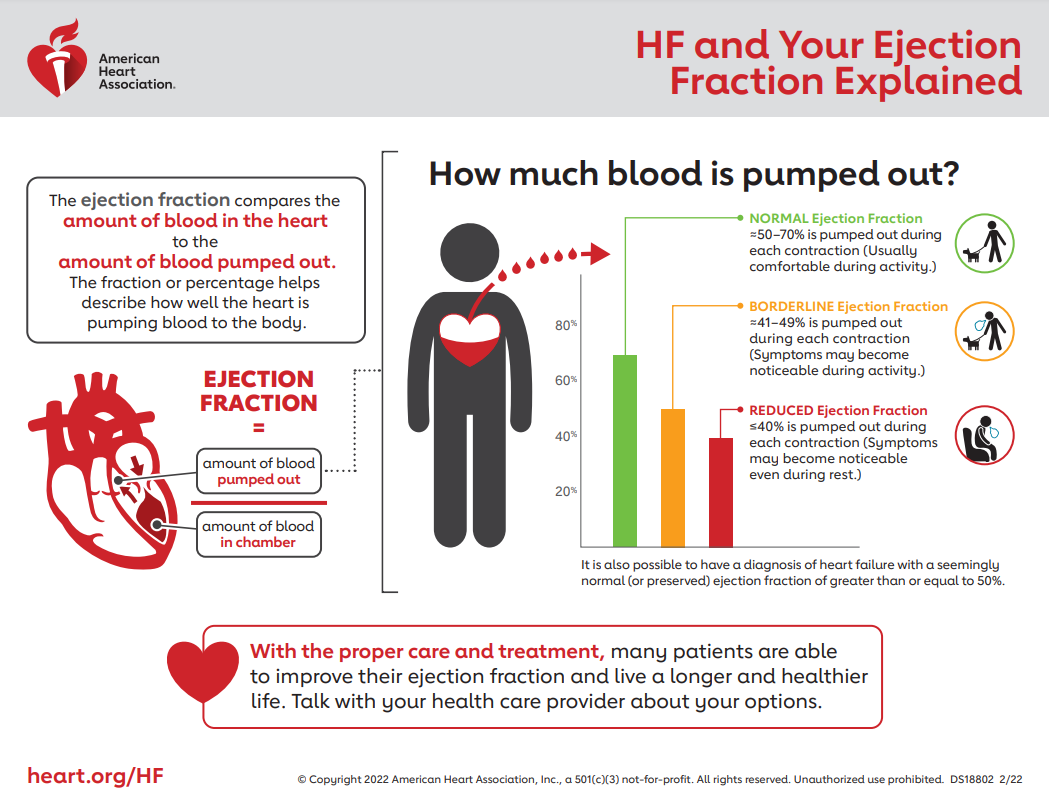 American
Heart
Association.
HF and Your Ejection
Fraction Explained
The ejection fraction compares the
amount of blood in the heart
to the
amount of blood pumped out.
The fraction or percentage helps
describe how well the heart is
pumping blood to the body.
EJECTION
FRACTION
=
amount of blood
pumped out
amount of blood
in chamber
How much blood is pumped out?
80%
60%
40%
20%
NORMAL Ejection Fraction
≈50–70% is pumped out during
each contraction (Usually
comfortable during activity.)
BORDERLINE Ejection Fraction
≈41–49% is pumped out
during each contraction
(Symptoms may become
noticeable during activity.)
REDUCED Ejection Fraction
≤40% is pumped out during
each contraction (Symptoms
may become noticeable
even during rest.)
It is also possible to have a diagnosis of heart failure with a seemingly
normal (or preserved) ejection fraction of greater than or equal to 50%.
With the proper care and treatment, many patients are able
to improve their ejection fraction and live a longer and healthier
life. Talk with your health care provider about your options.
heart.org/HF
© Copyright 2022 American Heart Association, Inc., a 501(c)(3) not-for-profit. All rights reserved. Unauthorized use prohibited. DS18802 2/22